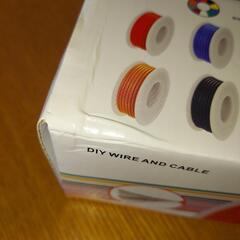 DIY WIRE AND CABLE